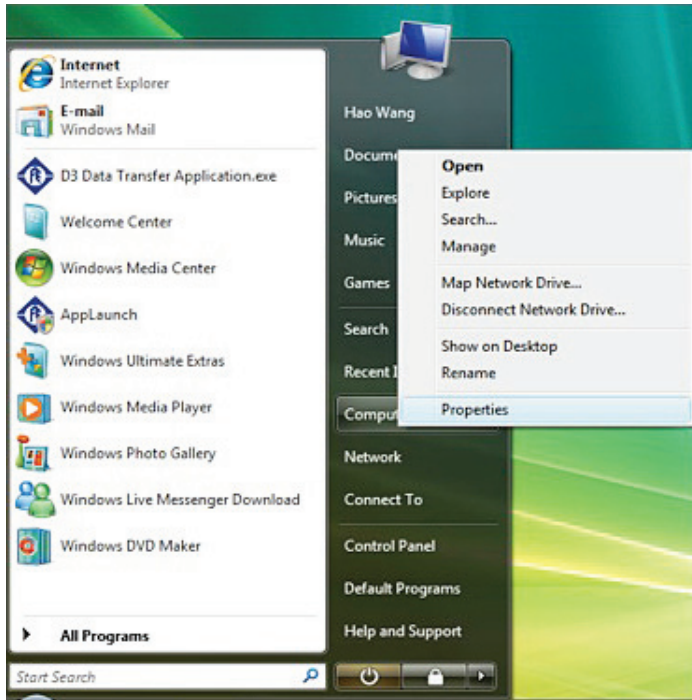 Internet
Internet Explorer
E-mail
Windows Mail
D3 Data Transfer Application.exe
Welcome Center
Windows Media Center
AppLaunch
Windows Ultimate Extras
Windows Media Player
Windows Photo Gallery
Windows Live Messenger Download
Windows DVD Maker
All Programs
Start Search
Hao Wang
Pictures
Music
Games
Search
Recent
Network
Connect To
Control Panel
Default Programs
Help and Support
Open
Explore
Search...
Manage
Map Network Drive...
Disconnect Network Drive...
Show on Desktop
Rename
Properties